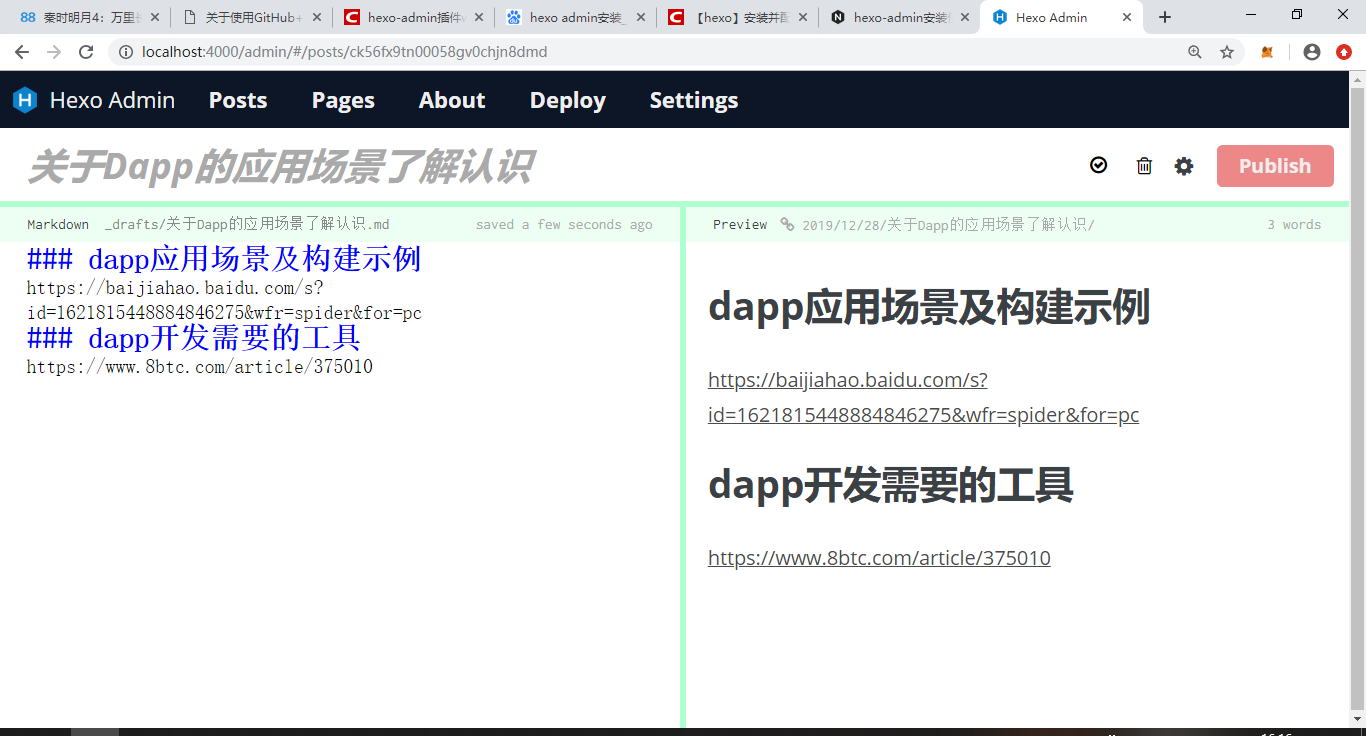 秦时明月4：万里
关于使用GitHub+
hexo-admin插件
hexo admin安装_
【hexo】安装并
hexo-admin安装
Hexo Admin
localhost:4000/admin/#/posts/ck56fx9tn00058gv0chjn8dmd
Hexo Admin Posts Pages About Deploy Settings
关于Dapp的应用场景了解认识
Publish
Markdown _drafts/关于Dapp的应用场景了解认识.md saved a few seconds ago
Preview 2019/12/28/关于Dapp的应用场景了解认识/ 3 words
### dapp应用场景及构建示例
https://baijiahao.baidu.com/s?
id=1621815448884846275&wfr=spider&for=pc
### dapp开发需要的工具
https://www.8btc.com/article/375010
dapp应用场景及构建示例
https://baijiahao.baidu.com/s?
id=1621815448884846275&wfr=spider&for=pc
dapp开发需要的工具
https://www.8btc.com/article/375010